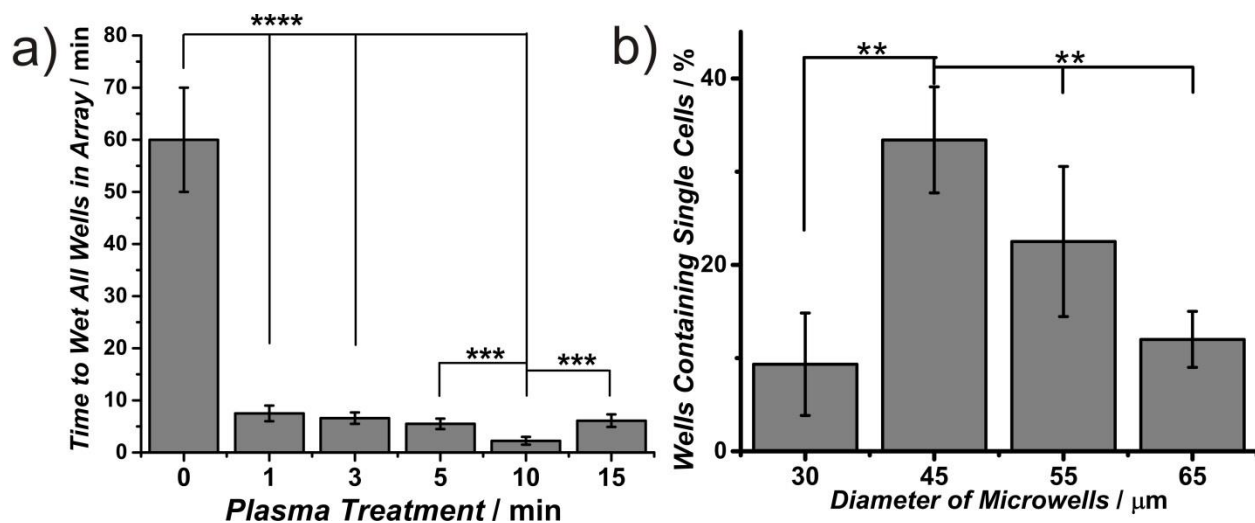 a)
Time to Wet All Wells in Array / min
80
70
60
50
40
30
20
10
0
****
***
***
0 1 3 5 10 15
Plasma Treatment / min
b)
Wells Containing Single Cells / %
40
20
0
**
**
30 45 55 65
Diameter of Microwells / μm